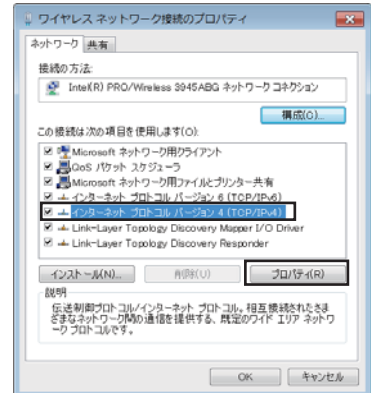 ワイヤレス ネットワーク接続のプロパティ
ネットワーク 共有
接続の方法:
Intel(R) PRO/Wireless 3945ABG ネットワーク コネクション
構成(C)...
この接続は次の項目を使用します(O):
Microsoft ネットワーク用クライアント
QoS パケット スケジューラ
Microsoft ネットワーク用ファイルとプリンター共有
インターネット プロトコル バージョン 6 (TCP/IPv6)
インターネット プロトコル バージョン 4 (TCP/IPv4)
Link-Layer Topology Discovery Mapper I/O Driver
Link-Layer Topology Discovery Responder
インストール(N)... 削除(U) プロパティ(R)
説明
伝送制御プロトコル/インターネット プロトコル。相互接続されたさま
ざまなネットワーク間の通信を提供する、既定のワイド エリア ネットワ
ーク プロトコルです。
OK キャンセル